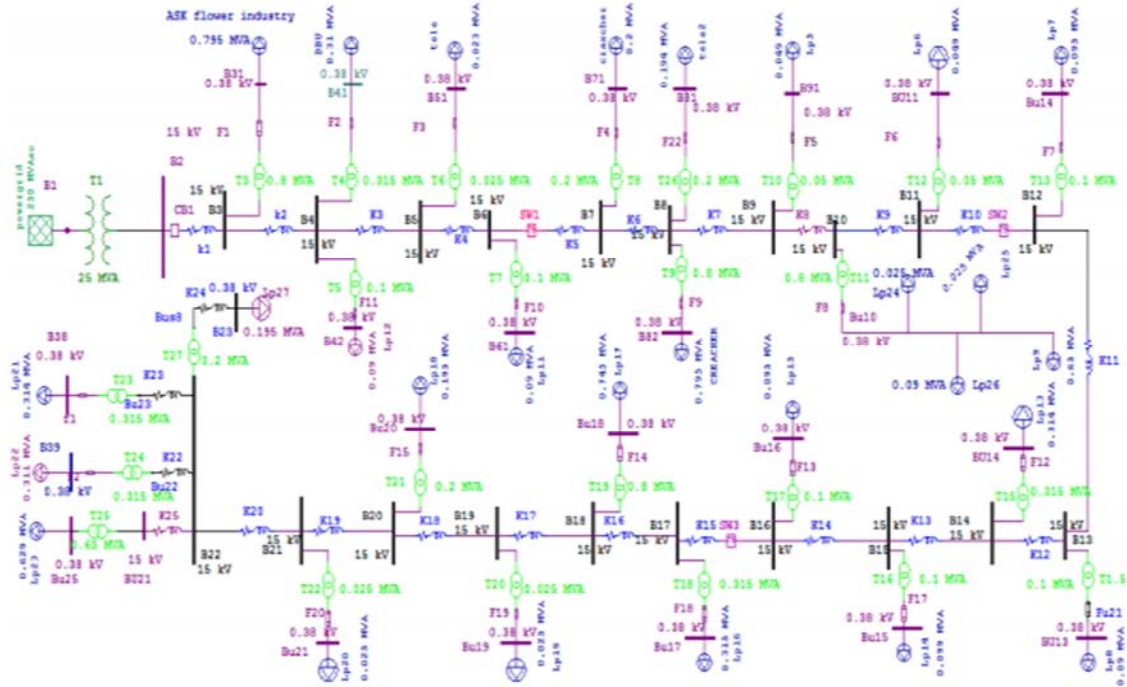 ASK flower industry
0.795 MVA
B31
0.38 kV
F1
T3
0.8 MVA
DBU
0.31 MVA
0.38 kV
B41
F2
T4
0.015 MVA
tele
0.023 MVA
0.38 kV
B51
F3
T6
0.025 MVA
0.2 MVA
B71
0.38 kV
F4
0.2 MVA
T8
tele2
0.194 MVA
0.38 kV
F22
T26
0.2 MVA
Lp3
B91
0.38 kV
F5
T10
0.05 MVA
Lp6
0.049 MVA
0.38 kV
BU11
F6
T12
0.05 MVA
Lp7
0.093 MVA
0.38 kV
Bu14
F7
T13
0.1 MVA
powergrid
B1
T1
25 MVA
15 kV
B2
CB1
k1
15 kV
B3
k2
B4
15 kV
K3
B5
15 kV
15 kV
K4
B6
SW1
K5
B7
15 kV
K6
B8
15 kV
K7
B9
15 kV
K8
B10
K9
B11
15 kV
K10
SW2
B12
15 kV
T5
0.1 MVA
F11
0.38 kV
B42
0.09 MVA
Lp12
T7
0.1 MVA
F10
0.38 kV
B61
0.09 MVA
Lp11
T9
0.8 MVA
F9
0.38 kV
B82
0.795 MVA
CREACKER
T11
0.8 MVA
F8
Bu10
0.38 kV
0.025 MVA
Lp24
0.025 MVA
Lp25
0.09 MVA
Lp26
Lp9
K11
K24
0.38 kV
Lp27
Bus8
B23
0.195 MVA
T27
0.2 MVA
B38
0.38 kV
Lp21
0.314 MVA
T23
K23
Bu23
0.315 MVA
B39
0.38 kV
Lp22
0.311 MVA
T24
K22
Bu22
0.315 MVA
Lp23
0.629 MVA
0.38 kV
Bu25
T25
0.65 MVA
K25
15 kV
BU21
B22
15 kV
K20
B21
15 kV
K19
B20
15 kV
K18
B19
15 kV
K17
B18
15 kV
K16
B17
15 kV
K15
SW3
B16
15 kV
K14
B15
15 kV
K13
B14
15 kV
K12
15 kV
B13
Lp18
0.193 MVA
0.38 kV
Bu20
F15
T21
0.2 MVA
Lp17
0.743 MVA
Bu18
0.38 kV
F14
T19
0.8 MVA
0.093 MVA
0.38 kV
Bu16
F13
T17
0.1 MVA
Lp13
0.314 MVA
0.38 kV
BU14
F12
T15
0.315 MVA
T22
0.025 MVA
F20
0.38 kV
Bu21
Lp20
0.023 MVA
T20
0.025 MVA
F19
0.38 kV
Bu19
Lp19
0.023 MVA
T18
0.315 MVA
F18
0.38 kV
Bu17
0.313 MVA
T16
0.1 MVA
F17
0.38 kV
Bu15
Lp14
0.099 MVA
0.1 MVA
T1.5
Fu21
0.38 kV
BU13
Lp8
0.09 MVA